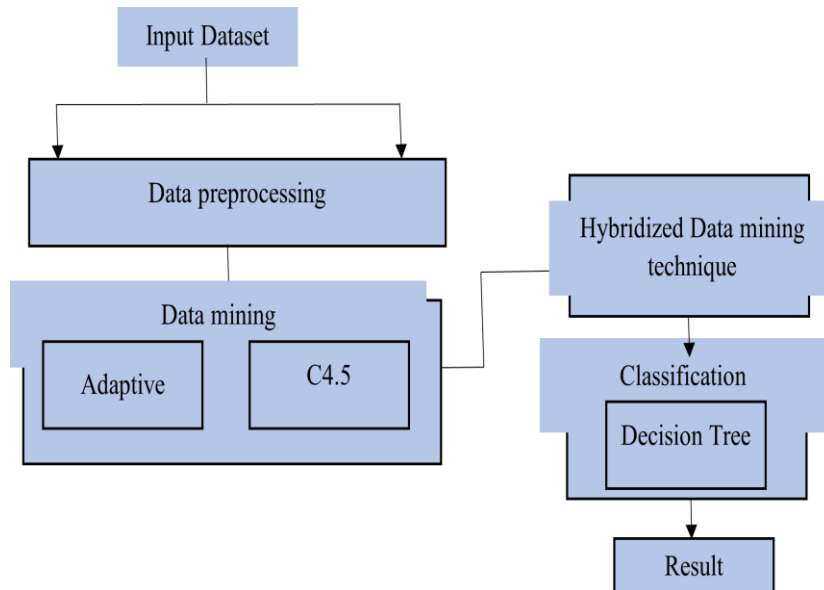 Input Dataset
Data preprocessing
Data mining
Adaptive
C4.5
Hybridized Data mining
technique
Classification
Decision Tree
Result